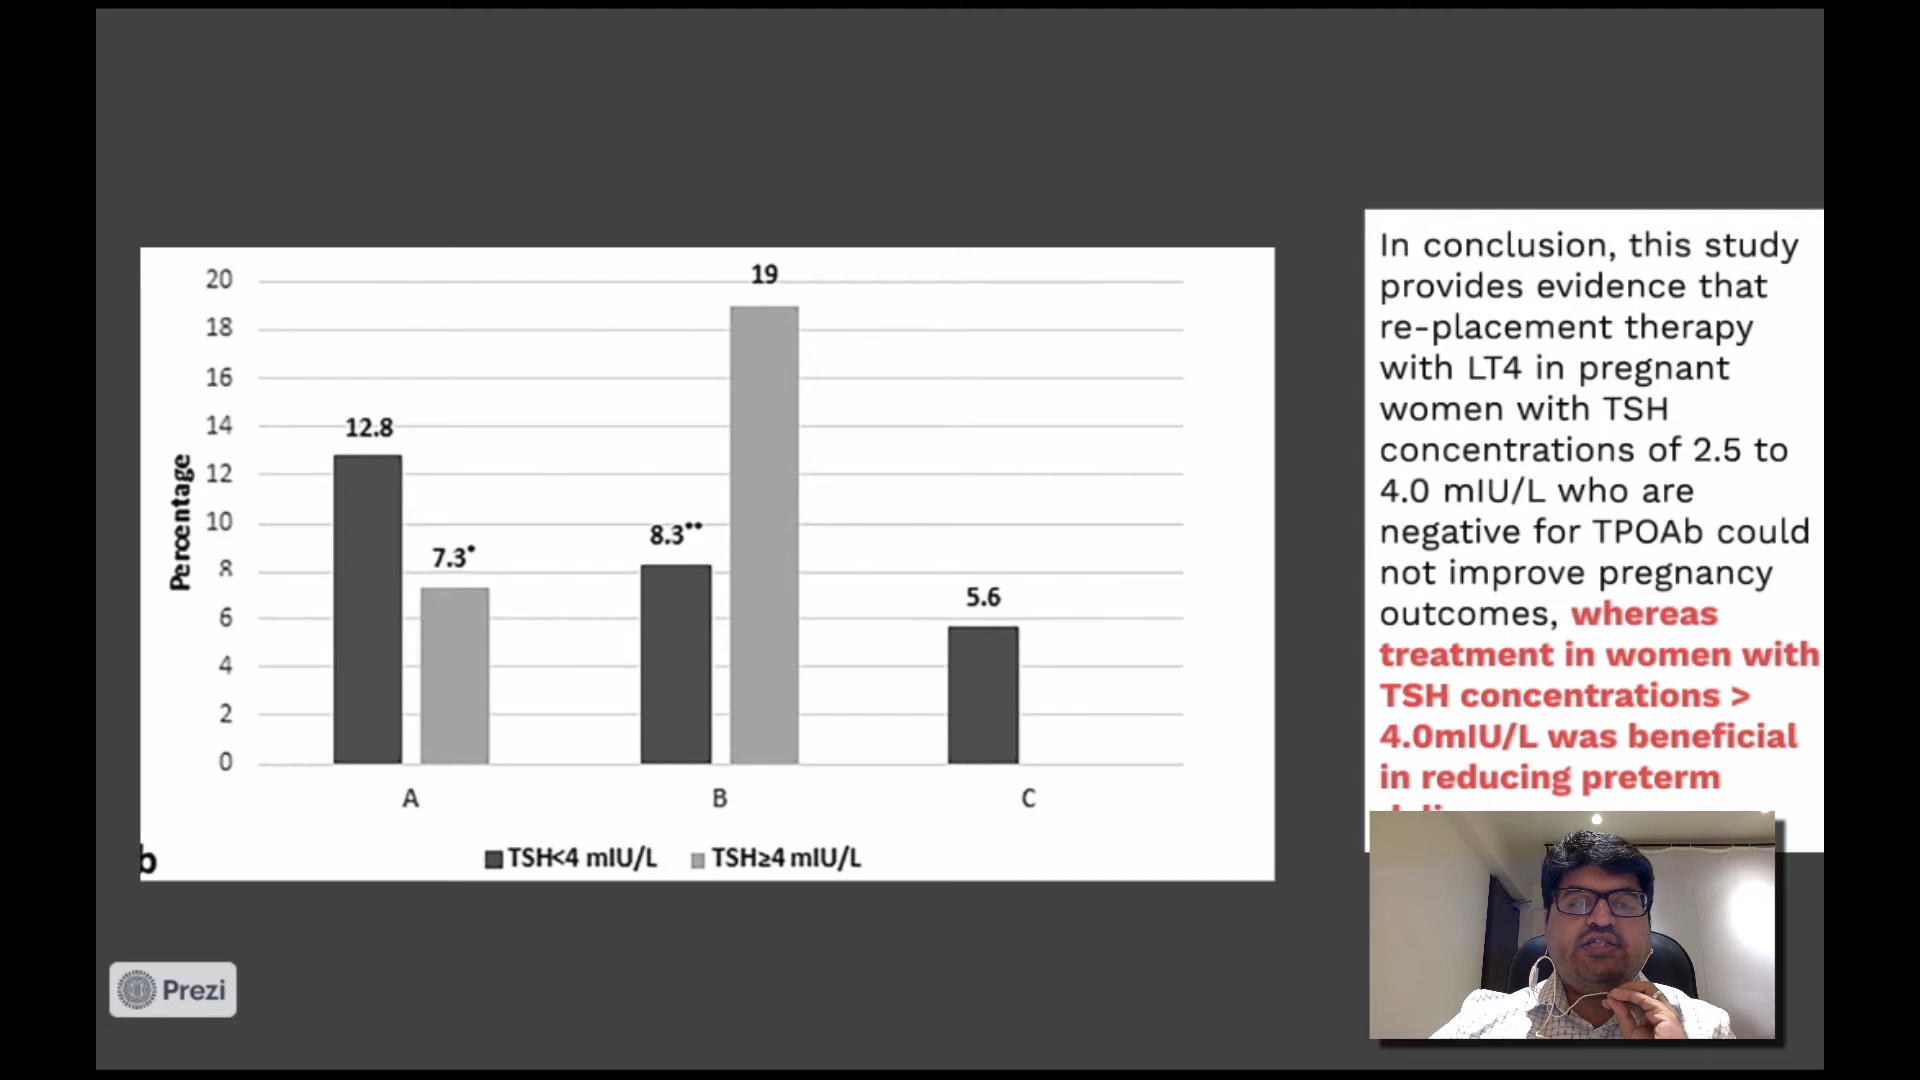 20
18
16
14
12
10
8
6
4
2
0
Percentage
12.8
7.3*
8.3**
19
5.6
A B C
b
TSH<4 mIU/L TSH≥4 mIU/L
In conclusion, this study
provides evidence that
re-placement therapy
with LT4 in pregnant
women with TSH
concentrations of 2.5 to
4.0 mIU/L who are
negative for TPOAb could
not improve pregnancy
outcomes, whereas
treatment in women with
TSH concentrations >
4.0mIU/L was beneficial
in reducing preterm
Prezi